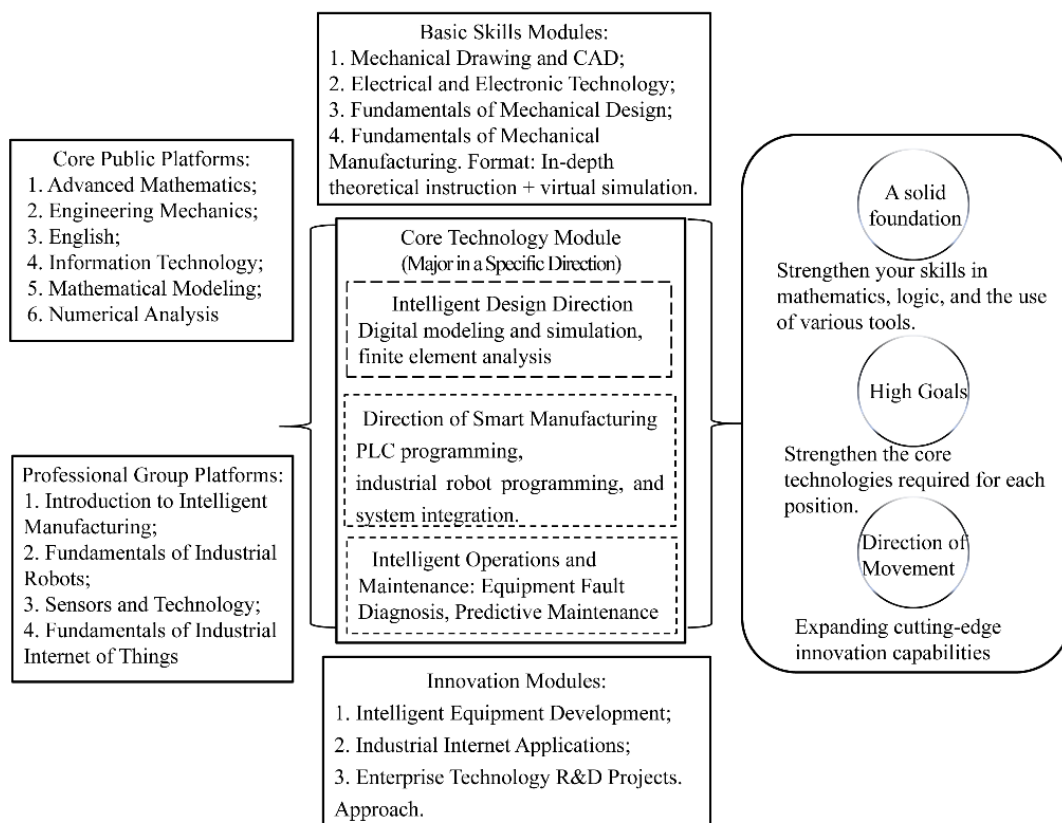 Basic Skills Modules:
1. Mechanical Drawing and CAD;
2. Electrical and Electronic Technology;
3. Fundamentals of Mechanical Design;
4. Fundamentals of Mechanical
Manufacturing. Format: In-depth
theoretical instruction + virtual simulation.
Core Public Platforms:
1. Advanced Mathematics;
2. Engineering Mechanics;
3. English;
4. Information Technology;
5. Mathematical Modeling;
6. Numerical Analysis
Professional Group Platforms:
1. Introduction to Intelligent
Manufacturing;
2. Fundamentals of Industrial
Robots;
3. Sensors and Technology;
4. Fundamentals of Industrial
Internet of Things
Core Technology Module
(Major in a Specific Direction)
Intelligent Design Direction
Digital modeling and simulation,
finite element analysis
Direction of Smart Manufacturing
PLC programming,
industrial robot programming, and
system integration.
Intelligent Operations and
Maintenance: Equipment Fault
Diagnosis, Predictive Maintenance
Innovation Modules:
1. Intelligent Equipment Development;
2. Industrial Internet Applications;
3. Enterprise Technology R&D Projects.
Approach.
A solid
foundation
Strengthen your skills in
mathematics, logic, and the use
of various tools.
High Goals
Strengthen the core
technologies required for each
position.
Direction of
Movement
Expanding cutting-edge
innovation capabilities